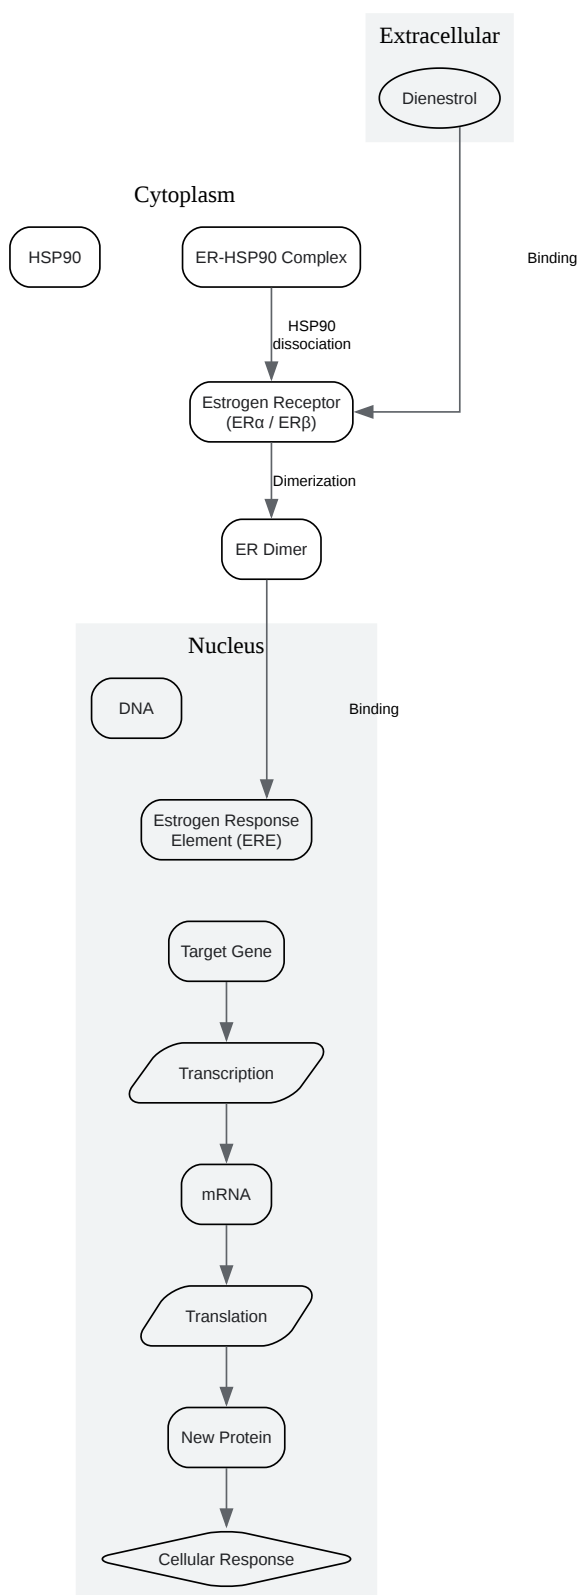 Extracellular
Dienestrol
Cytoplasm
HSP90
ER-HSP90 Complex
Binding
HSP90
dissociation
Estrogen Receptor
(ERα / ERβ)
Dimerization
ER Dimer
Nucleus
DNA
Binding
Estrogen Response
Element (ERE)
Target Gene
Transcription
mRNA
Translation
New Protein
Cellular Response